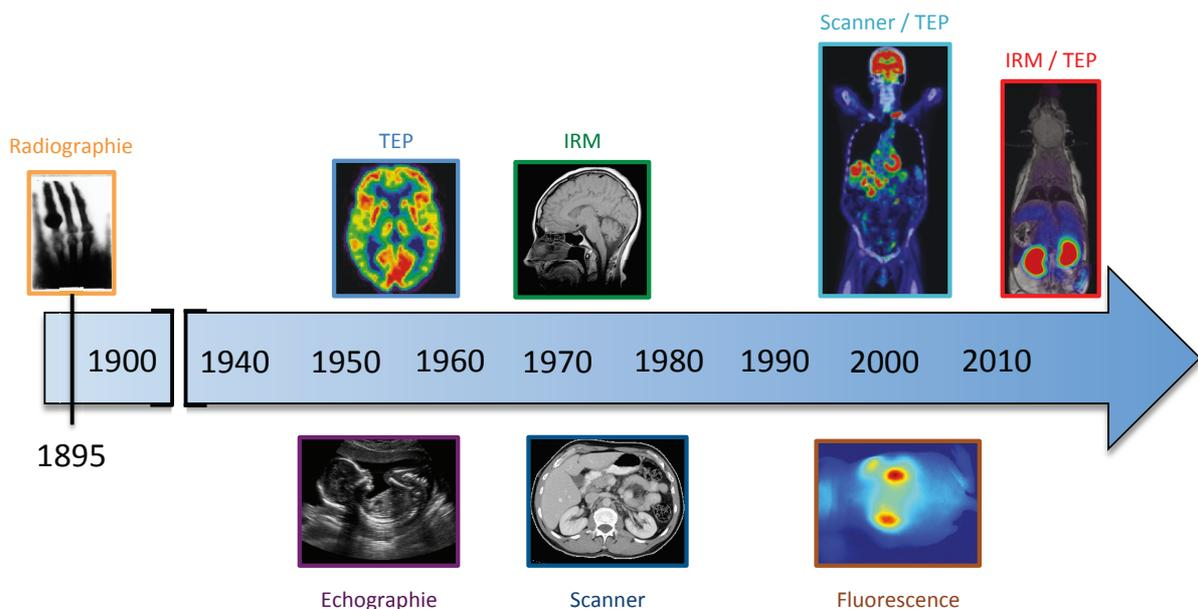 Scanner / TEP
IRM / TEP
Radiographie
TEP
IRM
1900
1940
1950
1960
1970
1980
1990
2000
2010
1895
Echographie
Scanner
Fluorescence